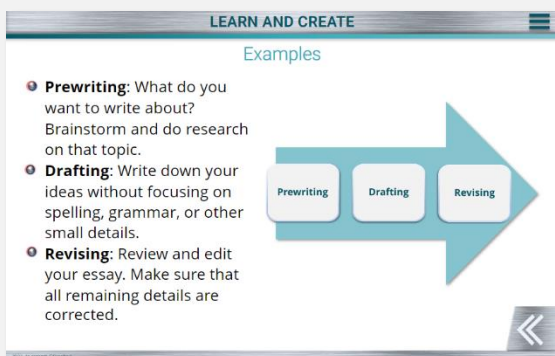 LEARN AND CREATE
Examples
Prewriting: What do you
want to write about?
Brainstorm and do research
on that topic.
Drafting: Write down your
ideas without focusing on
spelling, grammar, or other
small details.
Revising: Review and edit
your essay. Make sure that
all remaining details are
corrected.
Prewriting
Drafting
Revising